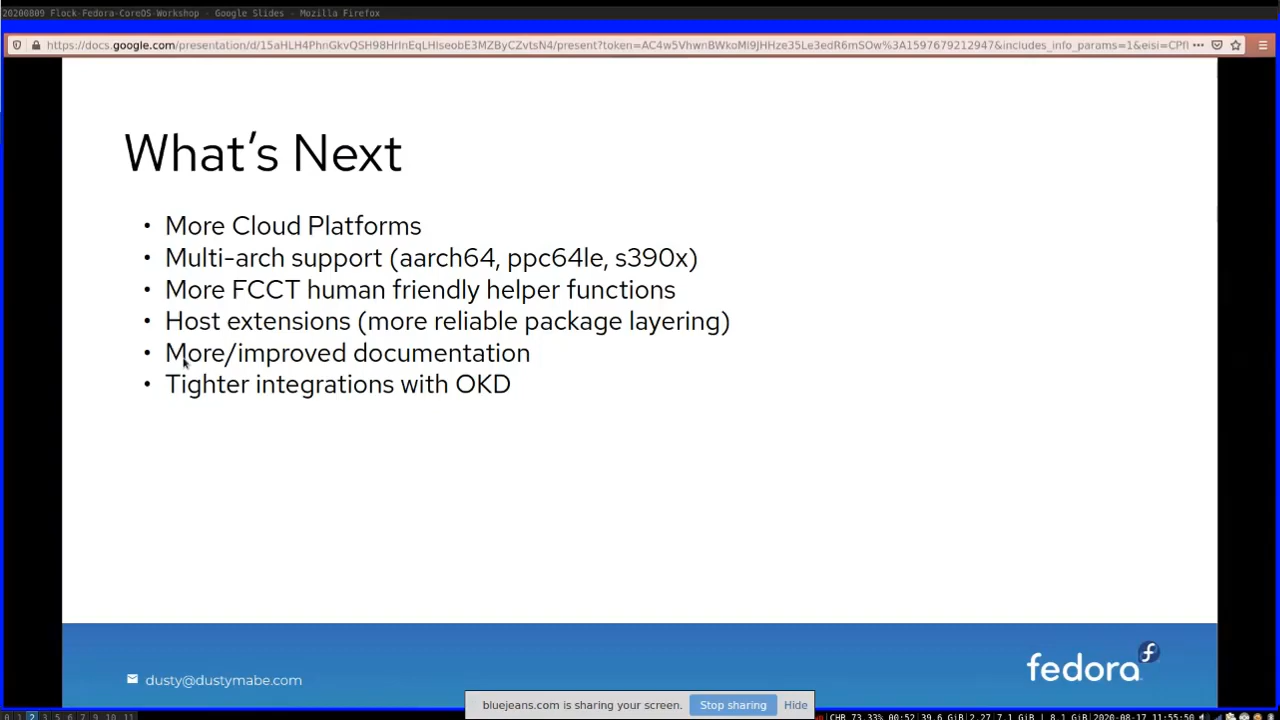 20200809 Flock-Fedora-CoreOS-Workshop - Google Slides - Mozilla Firefox
What's Next
• More Cloud Platforms
• Multi-arch support (aarch64, ppc64le, s390x)
• More FCCT human friendly helper functions
• Host extensions (more reliable package layering)
• More/improved documentation
• Tighter integrations with OKD
dusty@dustymabe.com
fedora
bluejeans.com is sharing your screen. Stop sharing Hide